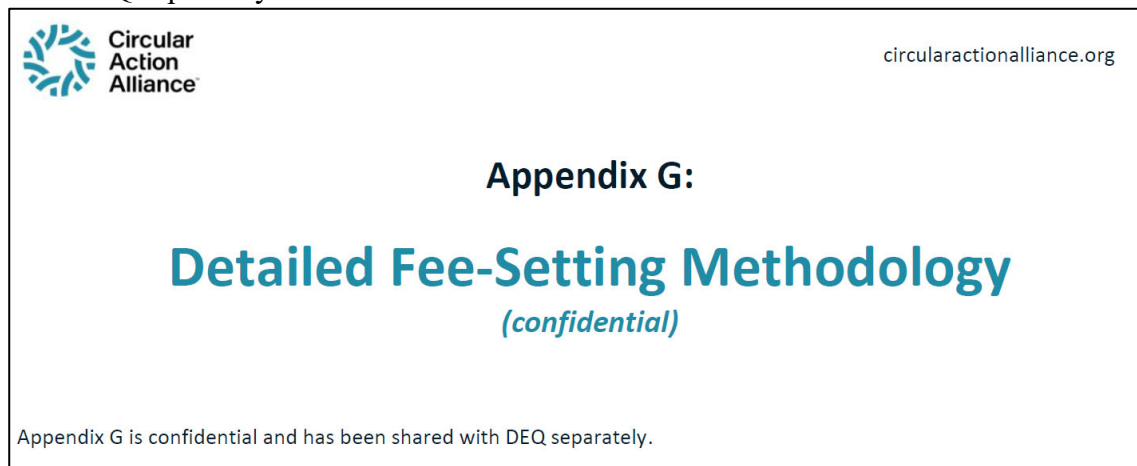 Circular
Action
Alliance™
circularactionalliance.org
Appendix G:
Detailed Fee-Setting Methodology
(confidential)
Appendix G is confidential and has been shared with DEQ separately.